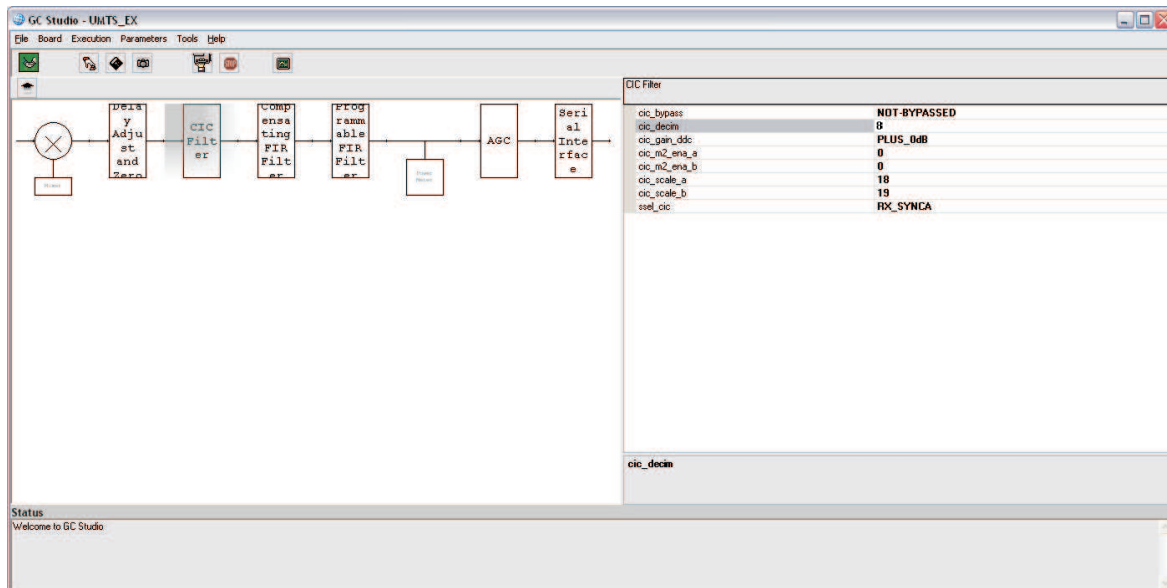 GC Studio - UMTS_EX
File Board Execution Parameters Tools Help
Dela
y
Adju
st
and
Zero
CIC
Filt
er
Comp
ensa
ting
FIR
Filt
er
Prog
ramm
able
FIR
Filt
er
AGC
Seri
al
Inte
rfac
e
CIC Filter
cic_bypass NOT-BYPASSED
cic_decim 8
cic_gain_ddc PLUS_0dB
cic_m2_ena_a 0
cic_m2_ena_b 0
cic_scale_a 18
cic_scale_b 19
ssel_cic RX_SYNCA
cic_decim
Status
Welcome to GC Studio